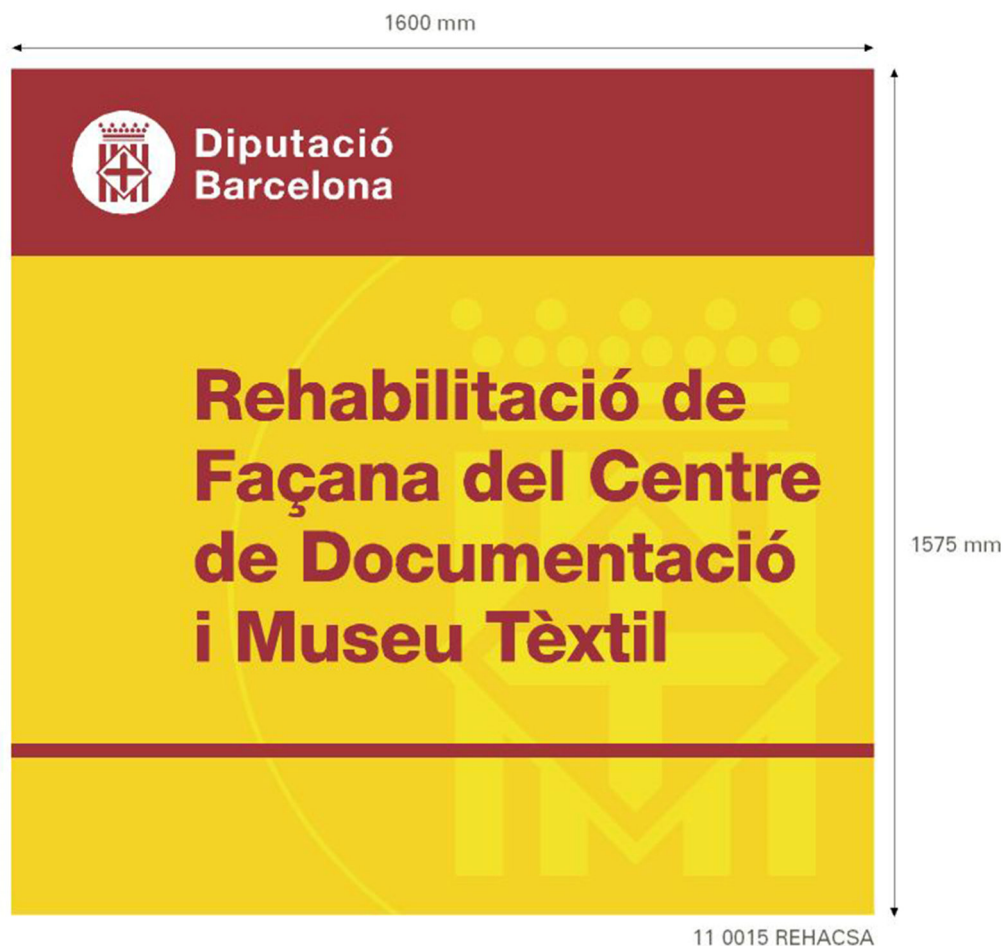 1600 mm
Diputació
Barcelona
Rehabilitació de
Façana del Centre
de Documentació
i Museu Tèxtil
1575 mm
11 0015 REHACSA